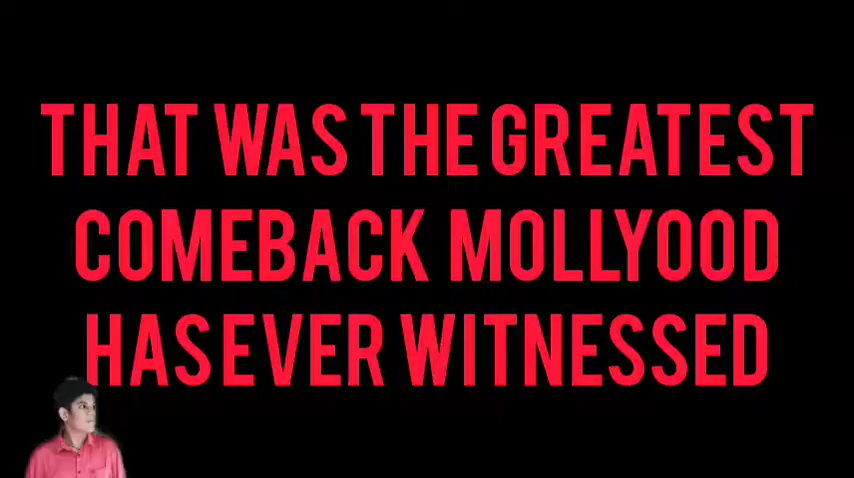 THAT WAS THE GREATEST
COMEBACK MOLLYOOD
HAS EVER WITNESSED